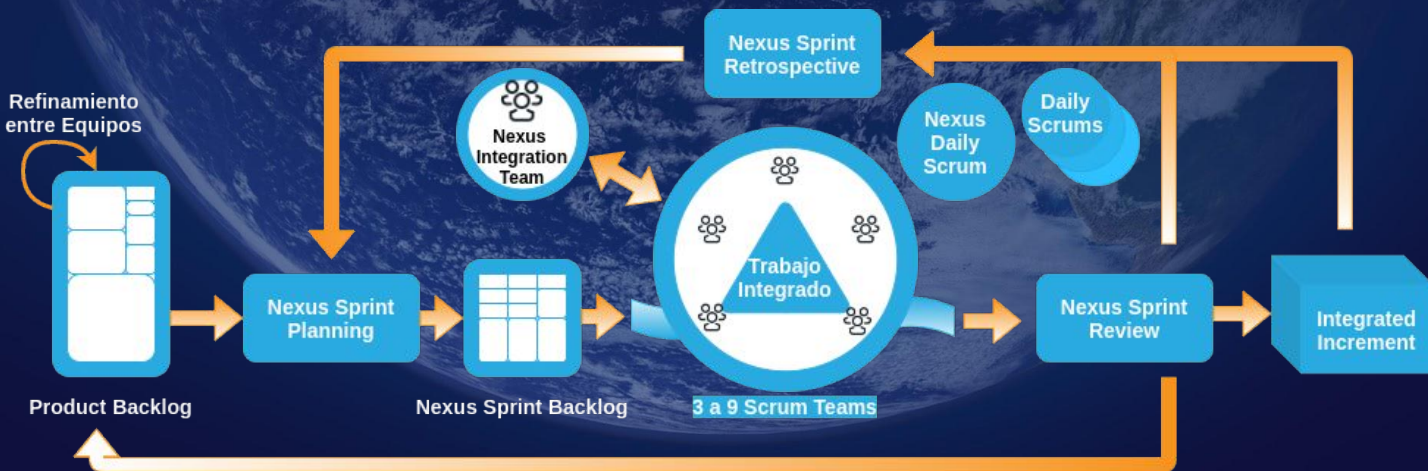 Nexus Sprint
Retrospective
Refinamiento
entre Equipos
Nexus
Integration
Team
Nexus
Daily
Scrum
Daily
Scrums
Trabajo
Integrado
Nexus Sprint
Planning
Nexus Sprint
Review
Integrated
Increment
Product Backlog
Nexus Sprint Backlog
3 a 9 Scrum Teams